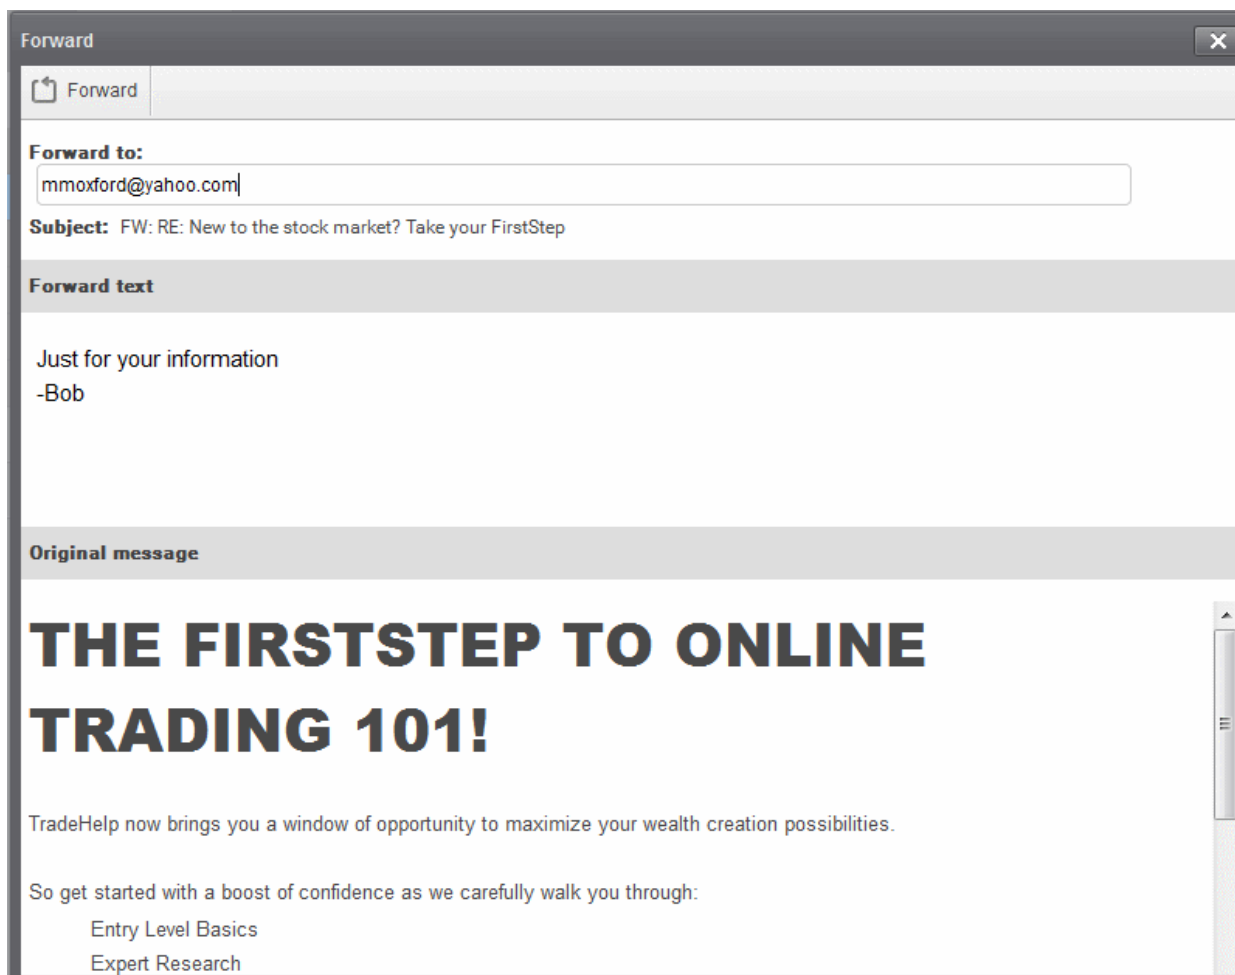 Forward
Forward
Forward to:
mmoxford@yahoo.com
Subject: FW: RE: New to the stock market? Take your FirstStep
Forward text
Just for your information
-Bob
Original message
THE FIRSTSTEP TO ONLINE
TRADING 101!
TradeHelp now brings you a window of opportunity to maximize your wealth creation possibilities.
So get started with a boost of confidence as we carefully walk you through:
Entry Level Basics
Expert Research